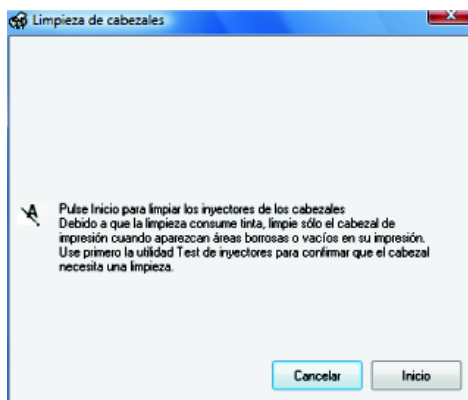 Limpieza de cabezales
Pulse Inicio para limpiar los inyectores de los cabezales
Debido a que la limpieza consume tinta, limpie sólo el cabezal de
impresión cuando aparezcan áreas borrosas o vacíos en su impresión.
Use primero la utilidad Test de inyectores para confirmar que el cabezal
necesita una limpieza.
Cancelar Inicio